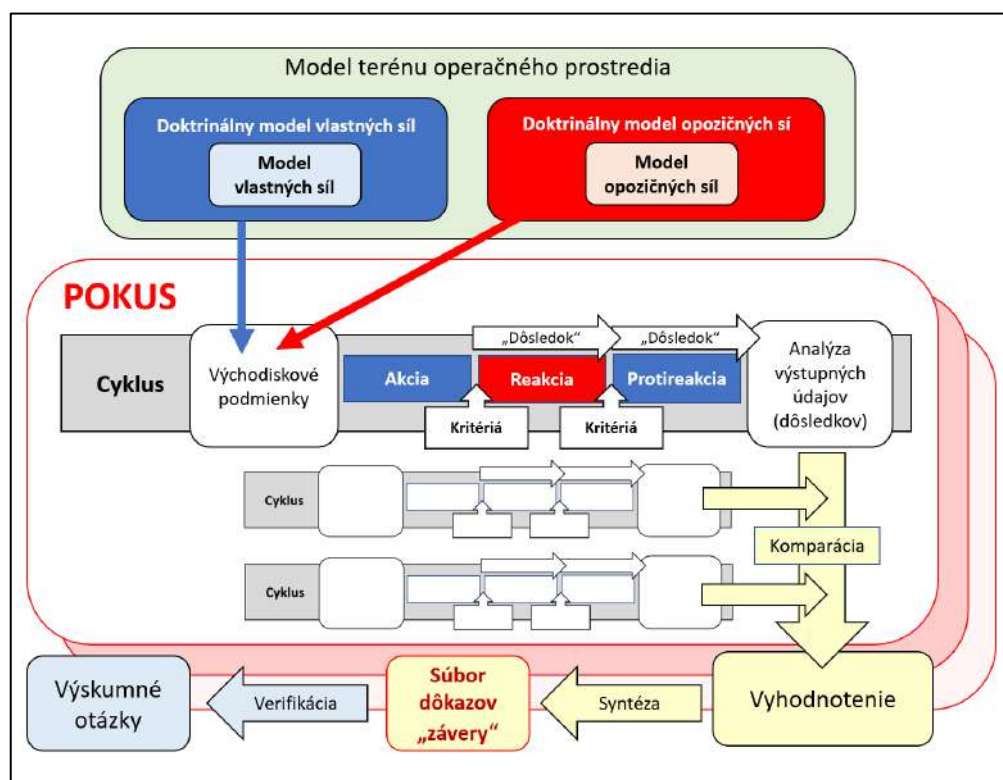 Model terénu operačného prostredia
Doktrinálny model vlastných síl
Model
vlastných síl
Doktrinálny model opozičných sí
Model
opozičných síl
POKUS
Cyklus
Východiskové
podmienky
Akcia
„Dôsledok“
Reakcia
„Dôsledok“
Protireakcia
Kritériá
Kritériá
Analýza
výstupných
údajov
(dôsledkov)
Cyklus
Komparácia
Cyklus
Výskumné
otázky
Verifikácia
Súbor
dôkazov
„závery“
Syntéza
Vyhodnotenie